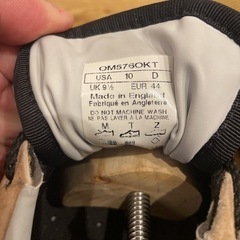 OM576OKT
USA 10 D
UK 9½ EUR 44
Made in England
Fabriqué en Angleterre
DO NOT MACHINE WASH
NE PAS LAVER A LA MACHINE
M T Z